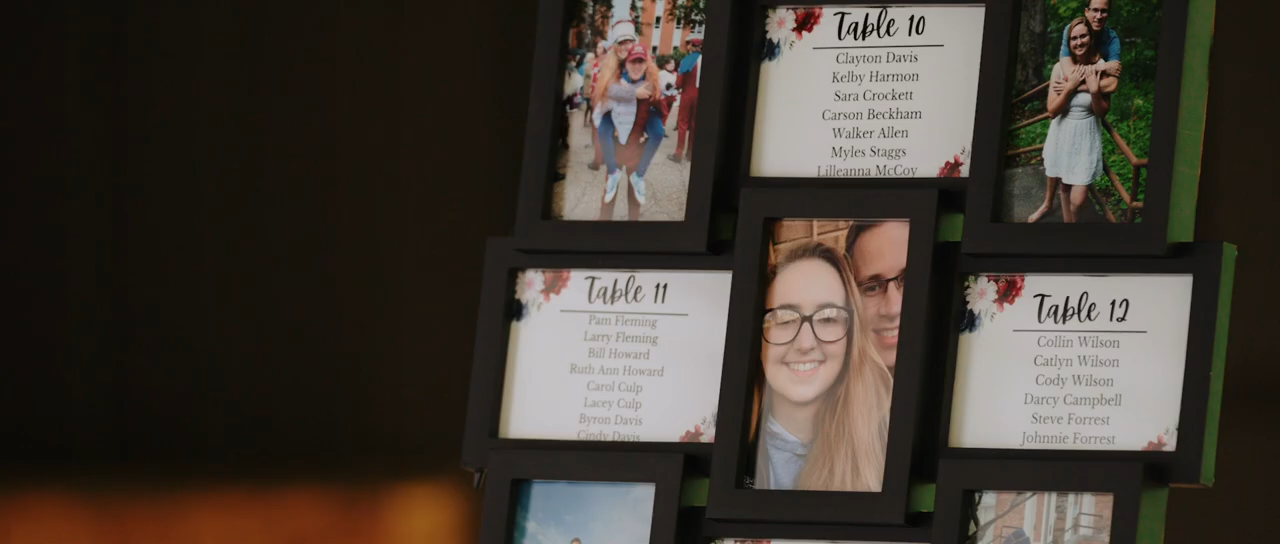 Table 10
Clayton Davis
Kelby Harmon
Sara Crockett
Carson Beckham
Walker Allen
Myles Staggs
Lilleanna McCoy
Table 11
Pam Fleming
Larry Fleming
Bill Howard
Ruth Ann Howard
Carol Culp
Lacey Culp
Byron Davis
Cindy Davis
Table 12
Collin Wilson
Catlyn Wilson
Cody Wilson
Darcy Campbell
Steve Forrest
Johnnie Forrest